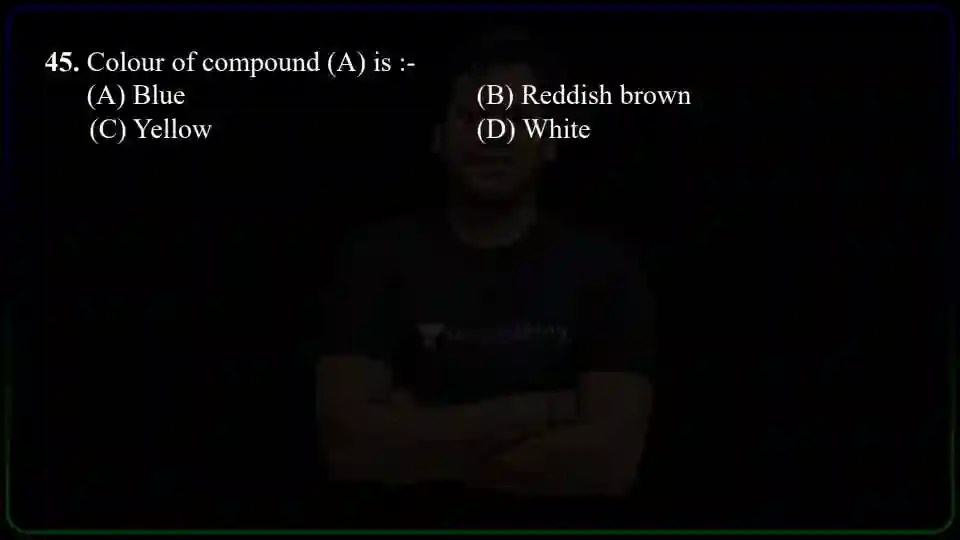 45. Colour of compound (A) is :-
(A) Blue (B) Reddish brown
(C) Yellow (D) White